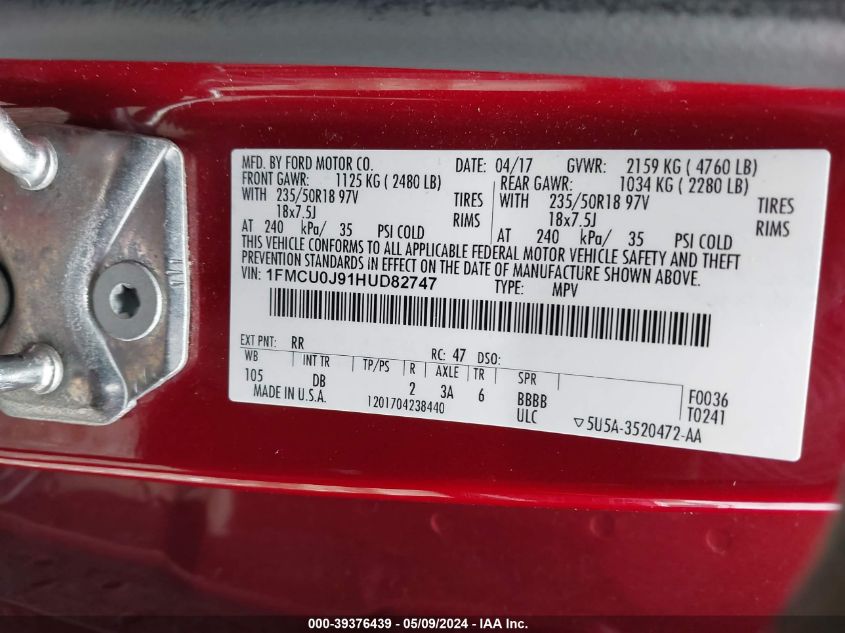 MFD. BY FORD MOTOR CO. DATE: 04/17 GVWR: 2159 KG ( 4760 LB)
FRONT GAWR: 1125 KG ( 2480 LB) REAR GAWR: 1034 KG ( 2280 LB)
WITH 235/50R18 97V TIRES WITH 235/50R18 97V TIRES
18x7.5J RIMS 18x7.5J RIMS
AT 240 kPa/ 35 PSI COLD AT 240 kPa/ 35 PSI COLD
THIS VEHICLE CONFORMS TO ALL APPLICABLE FEDERAL MOTOR VEHICLE SAFETY AND THEFT
PREVENTION STANDARDS IN EFFECT ON THE DATE OF MANUFACTURE SHOWN ABOVE.
VIN: 1FMCU0J91HUD82747 TYPE: MPV
EXT PNT: RR RC: 47 DSO:
WB INT TR TP/PS R AXLE TR SPR
105 DB 2 3A 6 BBBB F0036
MADE IN U.S.A. 1201704238440 ULC T0241
▽5U5A-3520472-AA
000-39376439 - 05/09/2024 - IAA Inc.